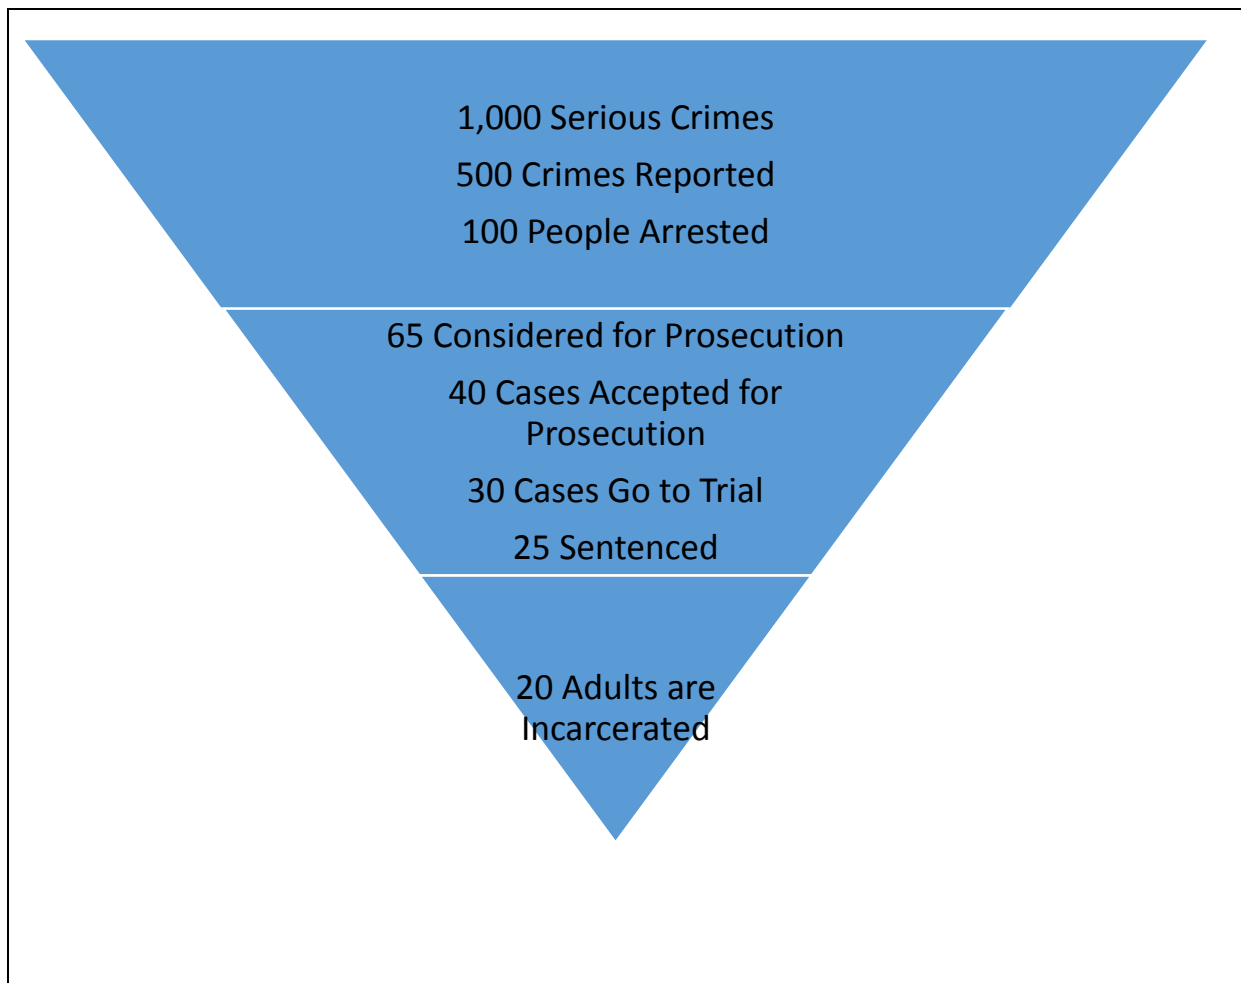 1,000 Serious Crimes
500 Crimes Reported
100 People Arrested
65 Considered for Prosecution
40 Cases Accepted for
Prosecution
30 Cases Go to Trial
25 Sentenced
20 Adults are
Incarcerated